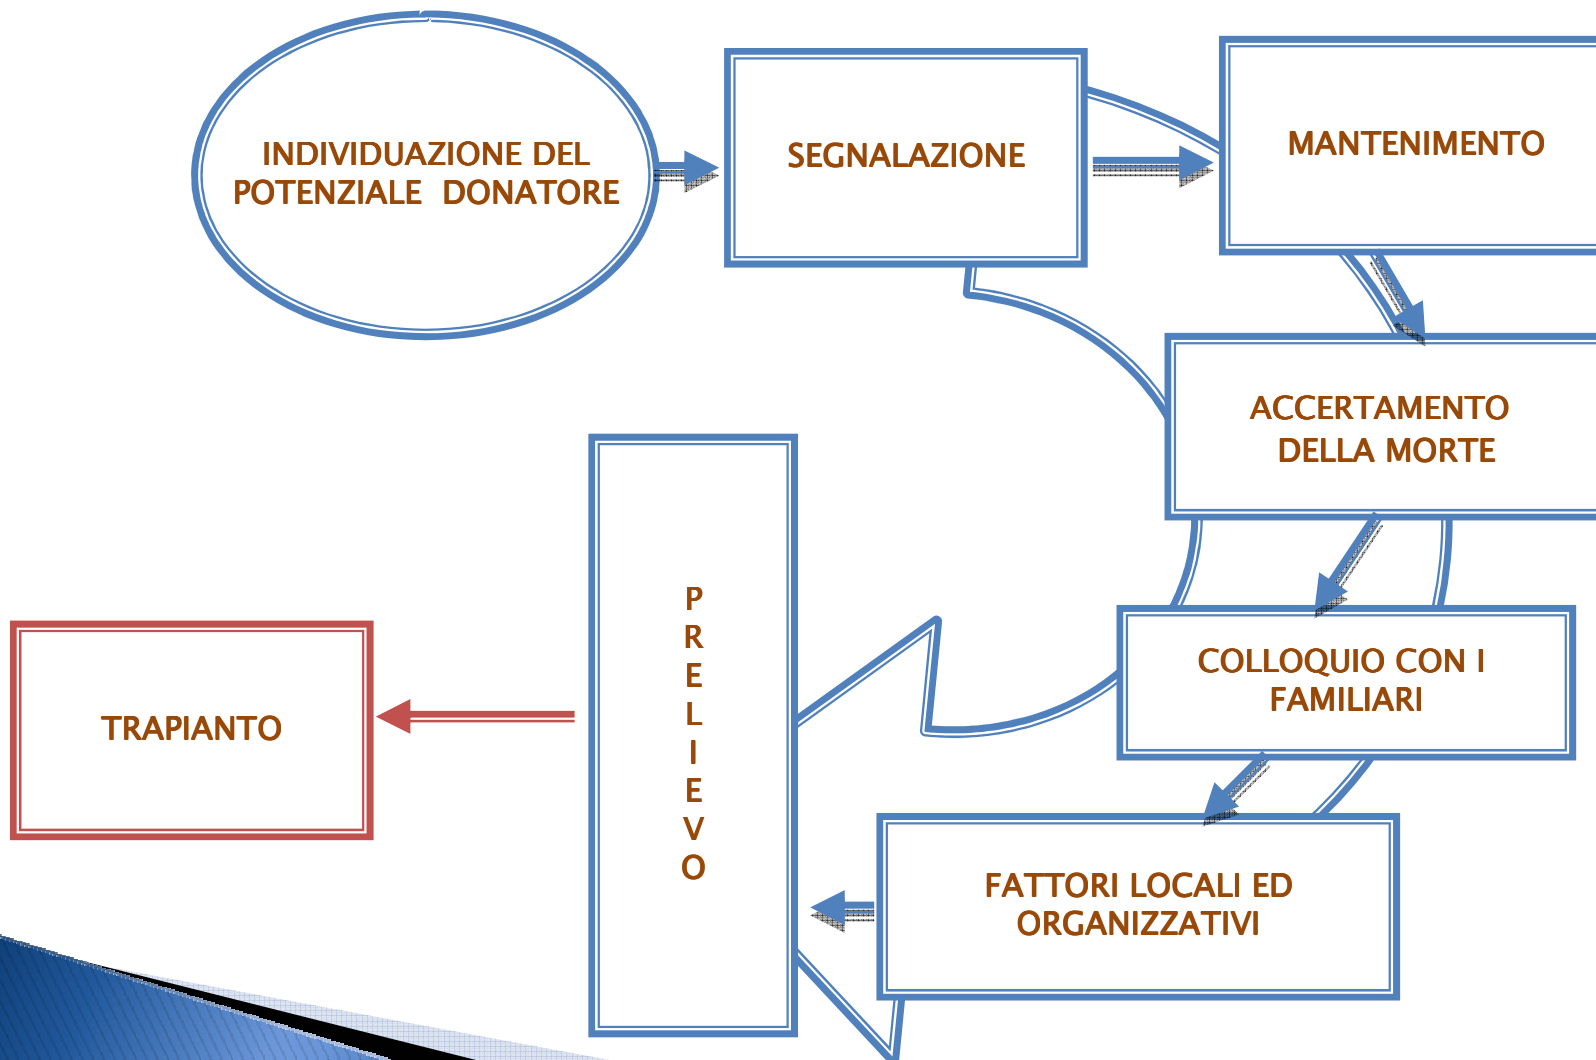 INDIVIDUAZIONE DEL
POTENZIALE DONATORE
SEGNALAZIONE
MANTENIMENTO
ACCERTAMENTO
DELLA MORTE
COLLOQUIO CON I
FAMILIARI
FATTORI LOCALI ED
ORGANIZZATIVI
P
R
E
L
I
E
V
O
TRAPIANTO